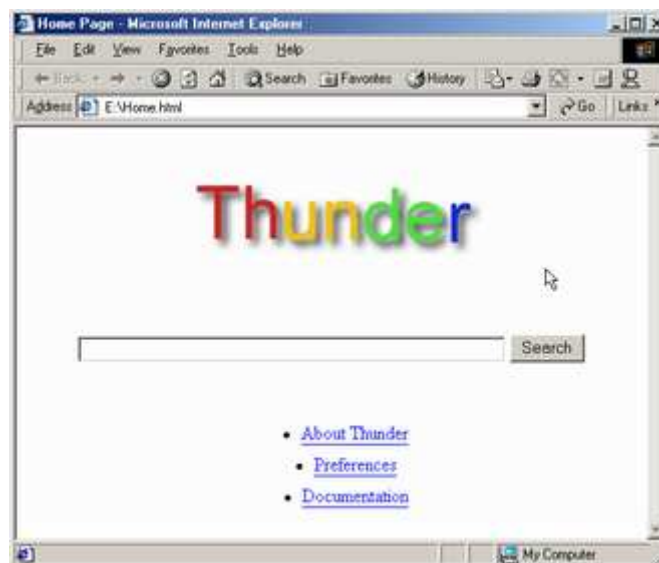 Home Page - Microsoft Internet Explorer
File Edit View Favorites Tools Help
Back Search Favorites History
Address E:\Home.html Go Links
Thunder
Search
About Thunder
Preferences
Documentation
My Computer